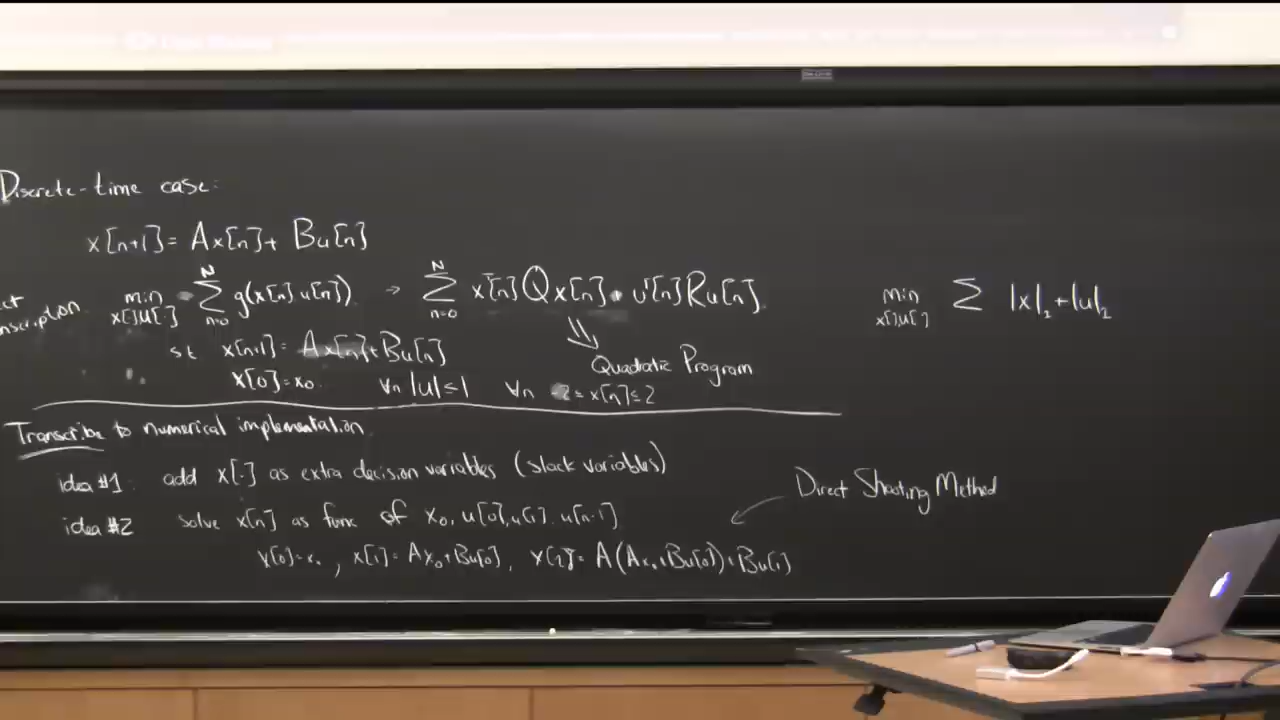 Discrete-time case:
x[n+1] = Ax[n] + Bu[n]
min x[·],u[·] N Σ n=0 g(x[n],u[n]) → N Σ n=0 xᵀ[n]Qx[n] + uᵀ[n]Ru[n]
st x[n+1] = Ax[n] + Bu[n]
Quadratic Program
x[0] = x₀ ∀n |u| ≤ 1 ∀n ≤ x[n] ≤ 2
min x[],u[] Σ |x|₂ + |u|₂
Transcribe to numerical implementation
idea #1: add x[·] as extra decision variables (slack variables)
idea #2 solve x[n] as func of x₀, u[0], u[1], u[n-1]
x[0]=x₀, x[1]= Ax₀+Bu[0], x[2]= A(Ax₀+Bu[0])+Bu[1]
Direct Shooting Method